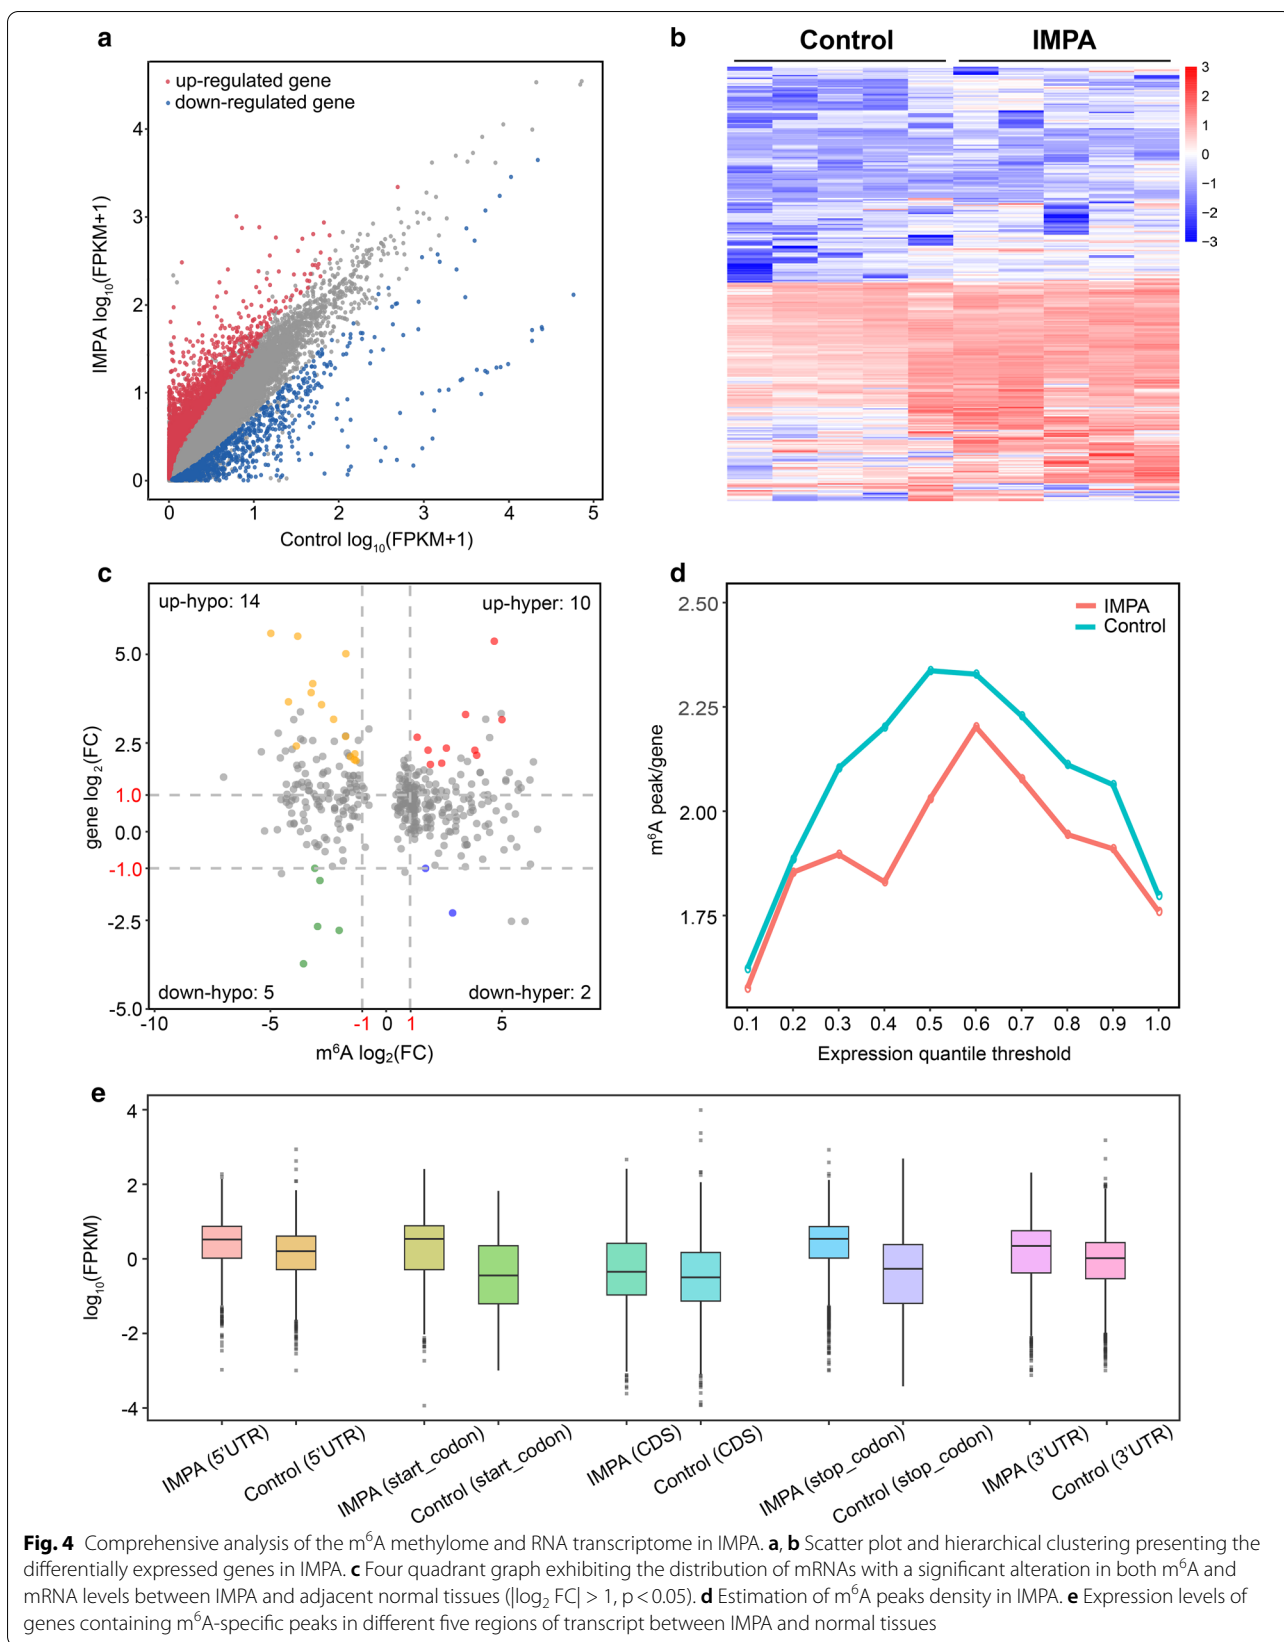 a
up-regulated gene
down-regulated gene
4
3
2
1
0
0 1 2 3 4 5
IMPA log10(FPKM+1)
Control log10(FPKM+1)
b
Control IMPA
3
2
1
0
−1
−2
−3
c
up-hypo: 14 up-hyper: 10
5.0
2.5
1.0
0.0
-1.0
-2.5
-5.0
down-hypo: 5 down-hyper: 2
-10 -5 -1 0 1 5
gene log2(FC)
m6A log2(FC)
d
IMPA
Control
2.50
2.25
2.00
1.75
0.1 0.2 0.3 0.4 0.5 0.6 0.7 0.8 0.9 1.0
m6A peak/gene
Expression quantile threshold
e
4
2
0
-2
-4
log10(FPKM)
IMPA (5'UTR)
Control (5'UTR)
IMPA (start_codon)
Control (start_codon)
IMPA (CDS)
Control (CDS)
IMPA (stop_codon)
Control (stop_codon)
IMPA (3'UTR)
Control (3'UTR)
Fig. 4 Comprehensive analysis of the m6A methylome and RNA transcriptome in IMPA. a, b Scatter plot and hierarchical clustering presenting the
differentially expressed genes in IMPA. c Four quadrant graph exhibiting the distribution of mRNAs with a significant alteration in both m6A and
mRNA levels between IMPA and adjacent normal tissues (|log2 FC| > 1, p < 0.05). d Estimation of m6A peaks density in IMPA. e Expression levels of
genes containing m6A-specific peaks in different five regions of transcript between IMPA and normal tissues